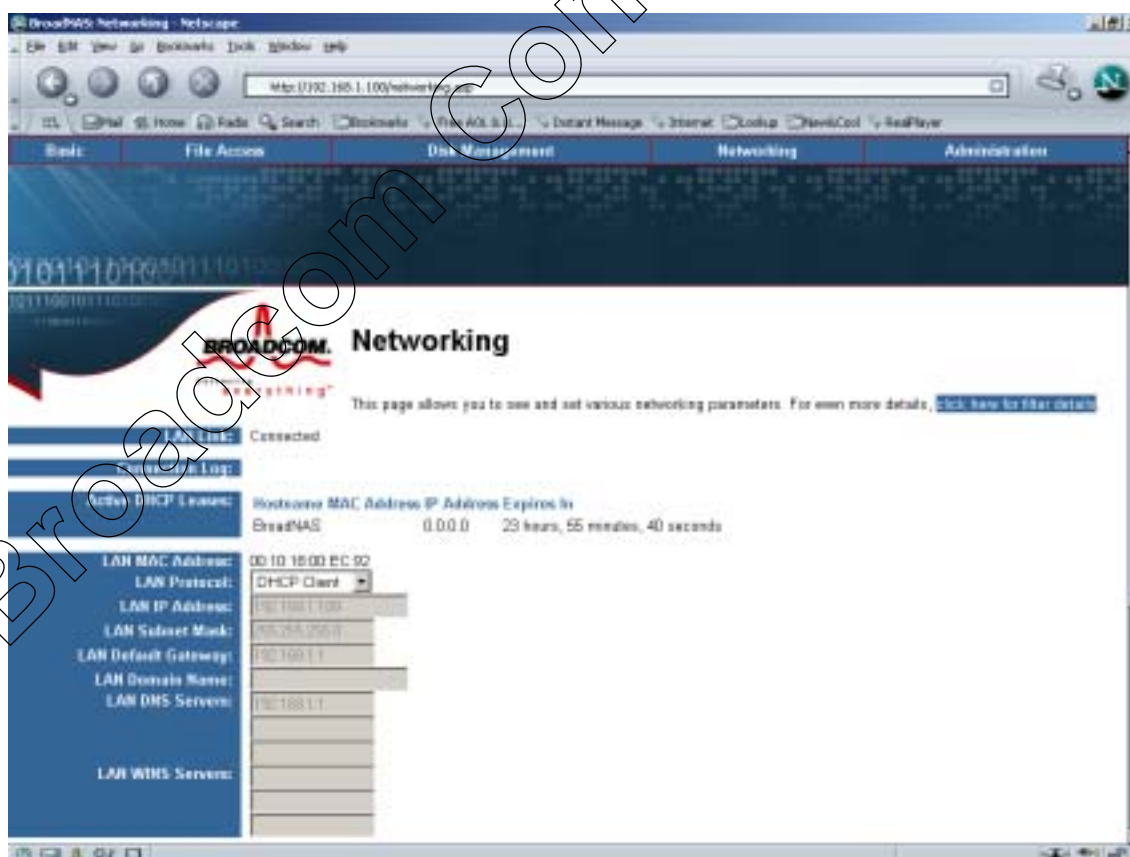 BroadNAS: Networking - Netscape
File Edit View Go Bookmarks Tools Window Help
http://192.168.1.100/networking.asp
Mail Home Radio Search Bookmarks Instant Message Internet Lookup New&Cool RealPlayer
Basic File Access Disk Management Networking Administration
BROADCOM.
everything
Networking
This page allows you to see and set various networking parameters. For even more details, click here for filter details.
LAN Link: Connected
Connection Log:
Active DHCP Leases: Hostname MAC Address IP Address Expires In
BroadNAS 0.0.0.0 23 hours, 55 minutes, 40 seconds
LAN MAC Address: 00:10:18:00:EC:92
LAN Protocol: DHCP Client
LAN IP Address: 192.168.1.100
LAN Subnet Mask: 255.255.255.0
LAN Default Gateway: 192.168.1.1
LAN Domain Name:
LAN DNS Servers: 192.168.1.1
LAN WINS Servers:
Broadcom Con